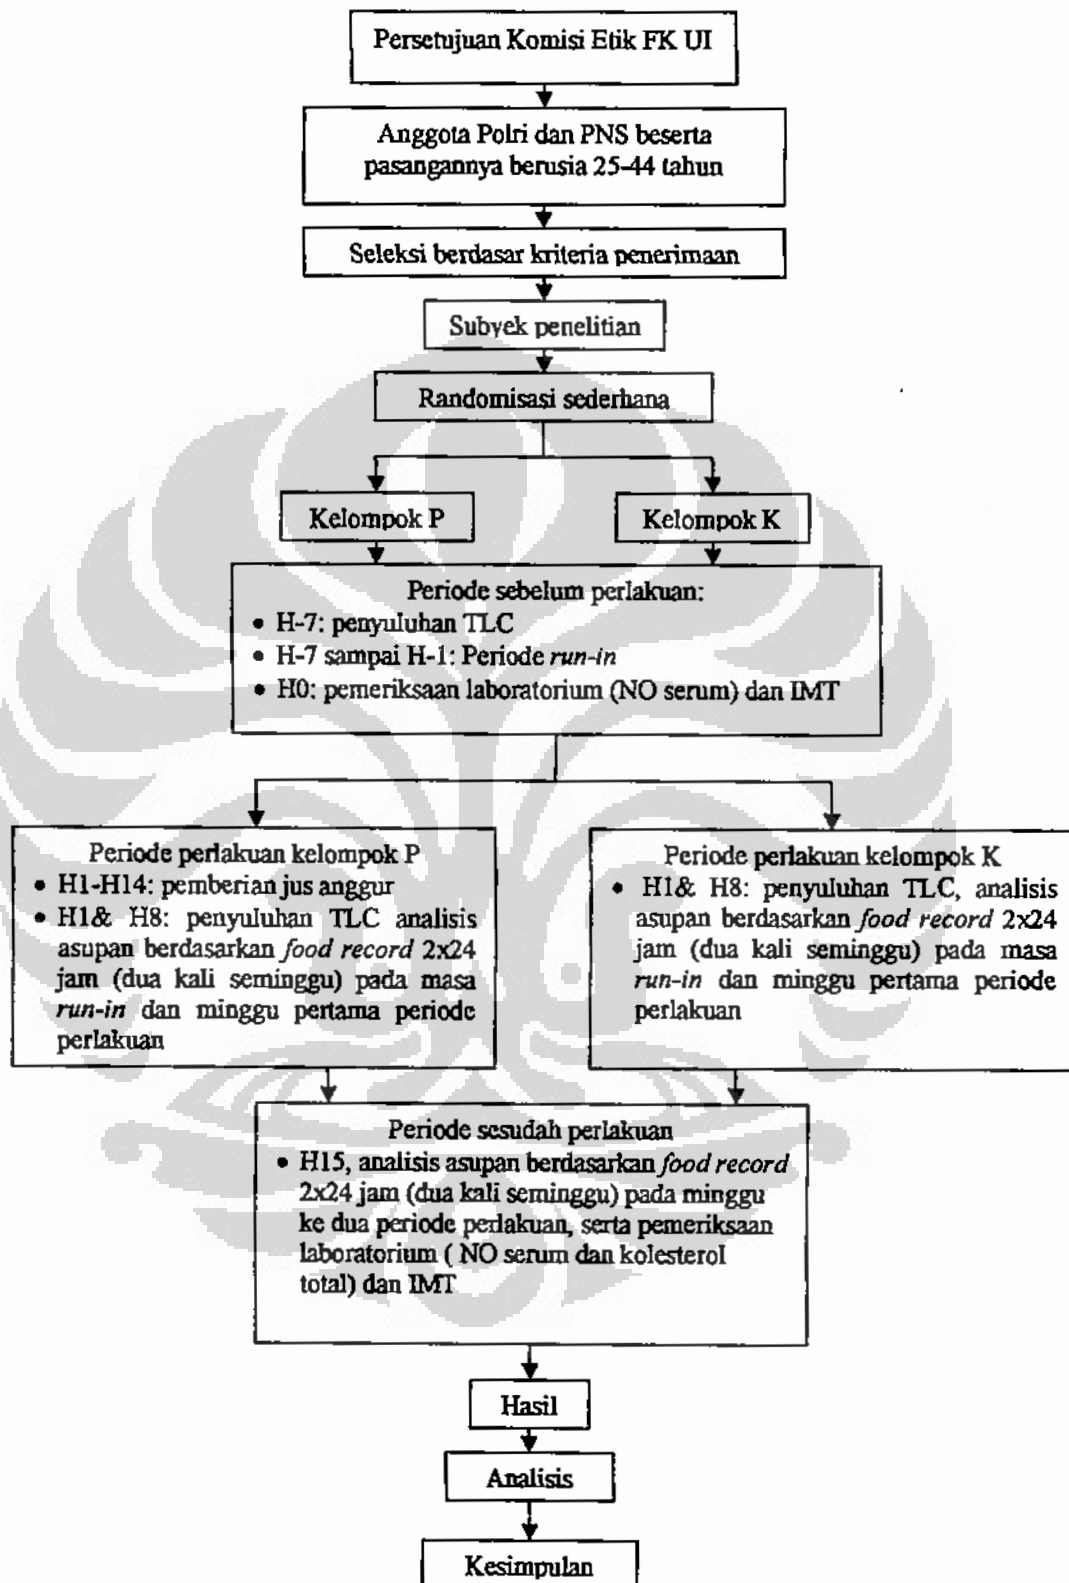 Persetujuan Komisi Etik FK UI
Anggota Polri dan PNS beserta
pasangannya berusia 25-44 tahun
Seleksi berdasar kriteria penerimaan
Subyek penelitian
Randomisasi sederhana
Kelompok P
Kelompok K
Periode sebelum perlakuan:
• H-7: penyuluhan TLC
• H-7 sampai H-1: Periode run-in
• H0: pemeriksaan laboratorium (NO serum) dan IMT
Periode perlakuan kelompok P
• H1-H14: pemberian jus anggur
• H1& H8: penyuluhan TLC analisis
asupan berdasarkan food record 2x24
jam (dua kali seminggu) pada masa
run-in dan minggu pertama periode
perlakuan
Periode perlakuan kelompok K
• H1& H8: penyuluhan TLC, analisis
asupan berdasarkan food record 2x24
jam (dua kali seminggu) pada masa
run-in dan minggu pertama periode
perlakuan
Periode sesudah perlakuan
• H15, analisis asupan berdasarkan food record
2x24 jam (dua kali seminggu) pada minggu
ke dua periode perlakuan, serta pemeriksaan
laboratorium ( NO serum dan kolesterol
total) dan IMT
Hasil
Analisis
Kesimpulan